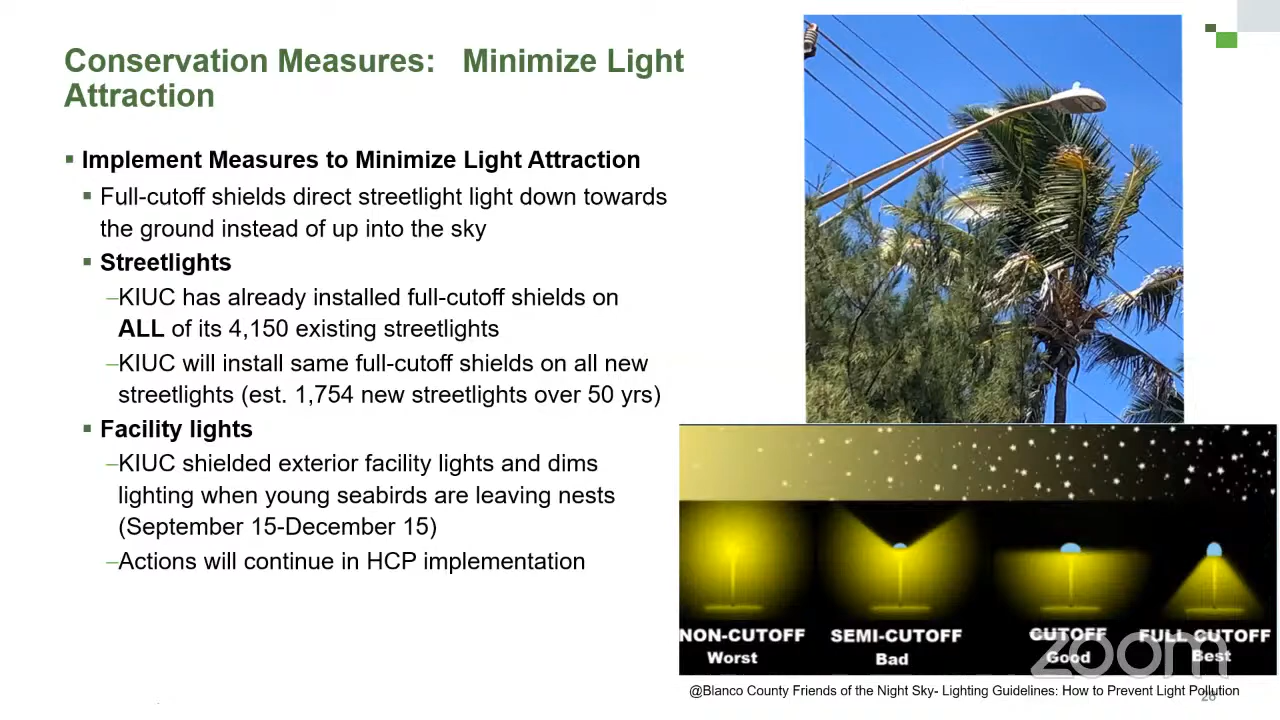 Conservation Measures: Minimize Light
Attraction
Implement Measures to Minimize Light Attraction
Full-cutoff shields direct streetlight light down towards
the ground instead of up into the sky
Streetlights
–KIUC has already installed full-cutoff shields on
ALL of its 4,150 existing streetlights
–KIUC will install same full-cutoff shields on all new
streetlights (est. 1,754 new streetlights over 50 yrs)
Facility lights
–KIUC shielded exterior facility lights and dims
lighting when young seabirds are leaving nests
(September 15-December 15)
–Actions will continue in HCP implementation
NON-CUTOFF
Worst
SEMI-CUTOFF
Bad
CUTOFF
Good
FULL CUTOFF
Best
zoom
@Blanco County Friends of the Night Sky- Lighting Guidelines: How to Prevent Light Pollution